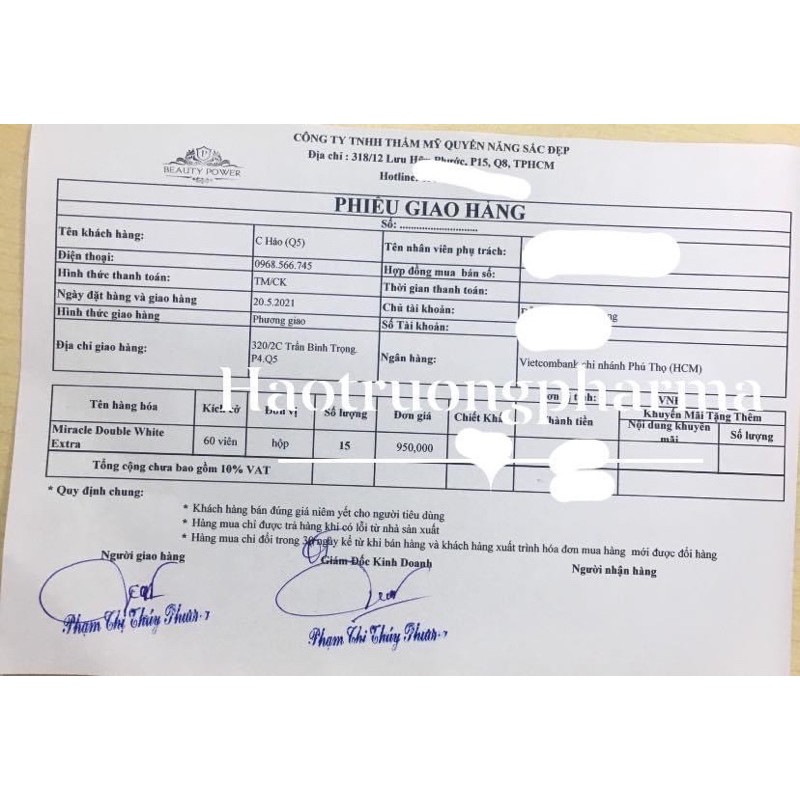 CÔNG TY TNHH THẨM MỸ QUYỀN NĂNG SẮC ĐẸP
Địa chỉ : 318/12 Lưu Hữu Phước, P15, Q8, TPHCM
Hotline:
BEAUTY POWER
PHIẾU GIAO HÀNG
Số: ............................
Tên khách hàng: C Hảo (Q5) Tên nhân viên phụ trách:
Điện thoại: 0968.566.745 Hợp đồng mua bán số:
Hình thức thanh toán: TM/CK Thời gian thanh toán:
Ngày đặt hàng và giao hàng 20.5.2021 Chủ tài khoản:
Hình thức giao hàng Phương giao Số Tài khoản:
Địa chỉ giao hàng: 320/2C Trần Bình Trọng, P4.Q5 Ngân hàng: Vietcombank chi nhánh Phú Thọ (HCM)
Haotruongpharma
tính: VNĐ
Tên hàng hóa Kích cỡ Đơn vị Số lượng Đơn giá Chiết Khấu Thành tiền Khuyến Mãi Tặng Thêm
Nội dung khuyến mãi Số lượng
Miracle Double White Extra 60 viên hộp 15 950,000
Tổng cộng chưa bao gồm 10% VAT
* Quy định chung:
* Khách hàng bán đúng giá niêm yết cho người tiêu dùng
* Hàng mua chỉ được trả hàng khi có lỗi từ nhà sản xuất
* Hàng mua chỉ đổi trong 30 ngày kể từ khi bán hàng và khách hàng xuất trình hóa đơn mua hàng mới được đổi hàng
Người giao hàng Giám Đốc Kinh Doanh Người nhận hàng
Phạm Thị Thúy Phươ
Phạm Thị Thúy Phươ